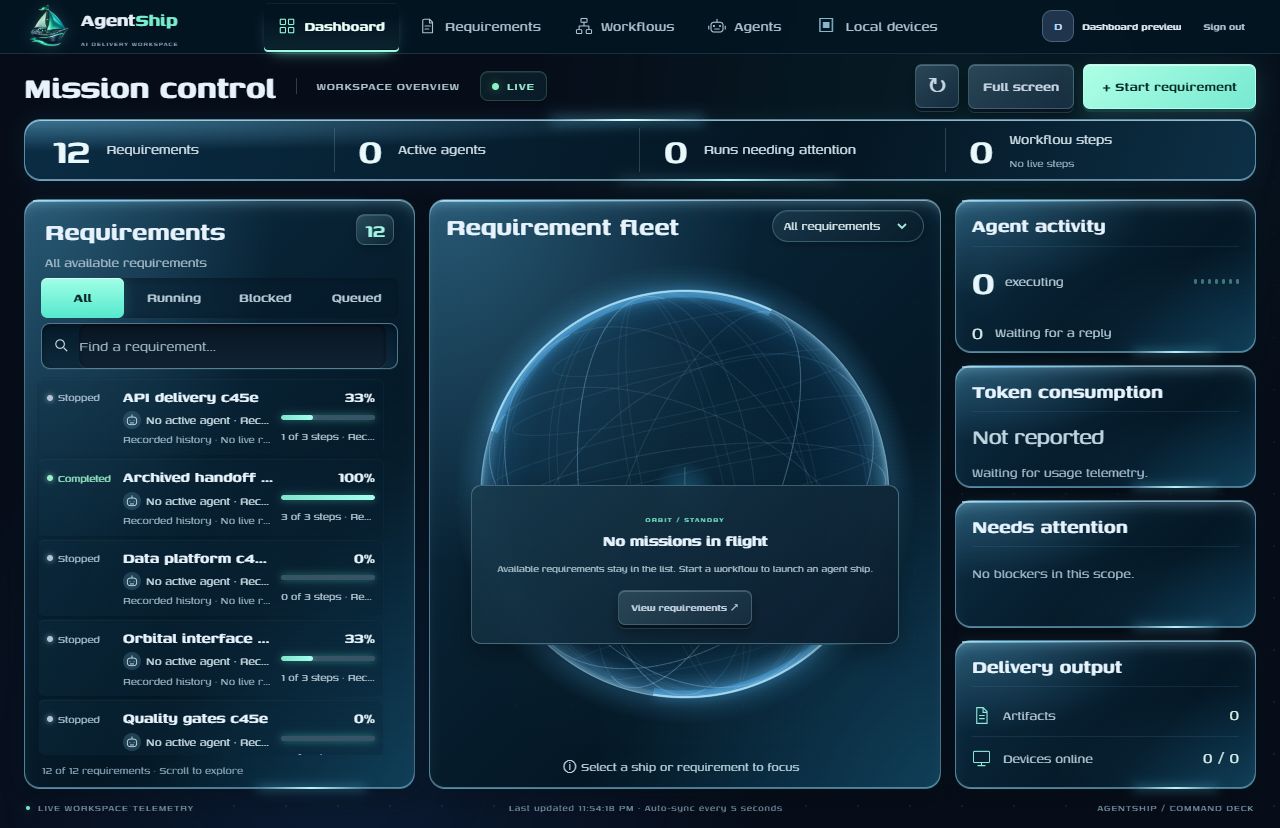 AgentShip
AI DELIVERY WORKSPACE
Dashboard
Requirements
Workflows
Agents
Local devices
D
Dashboard preview
Sign out
Mission control
WORKSPACE OVERVIEW
LIVE
Full screen
+ Start requirement
12 Requirements
0 Active agents
0 Runs needing attention
0 Workflow steps
No live steps
Requirements
12
All available requirements
All
Running
Blocked
Queued
Find a requirement...
Stopped
API delivery c45e
33%
No active agent · Rec...
Recorded history · No live r...
1 of 3 steps · Rec...
Completed
Archived handoff ...
100%
No active agent · Rec...
Recorded history · No live r...
3 of 3 steps · Re...
Stopped
Data platform c4...
0%
No active agent · Rec...
Recorded history · No live r...
0 of 3 steps · Re...
Stopped
Orbital interface ...
33%
No active agent · Rec...
Recorded history · No live r...
1 of 3 steps · Rec...
Stopped
Quality gates c45e
0%
No active agent · Rec...
12 of 12 requirements · Scroll to explore
Requirement fleet
All requirements
ORBIT / STANDBY
No missions in flight
Available requirements stay in the list. Start a workflow to launch an agent ship.
View requirements ↗
Select a ship or requirement to focus
Agent activity
0 executing
0 Waiting for a reply
Token consumption
Not reported
Waiting for usage telemetry.
Needs attention
No blockers in this scope.
Delivery output
Artifacts 0
Devices online 0 / 0
LIVE WORKSPACE TELEMETRY
Last updated 11:54:18 PM · Auto-sync every 5 seconds
AGENTSHIP / COMMAND DECK